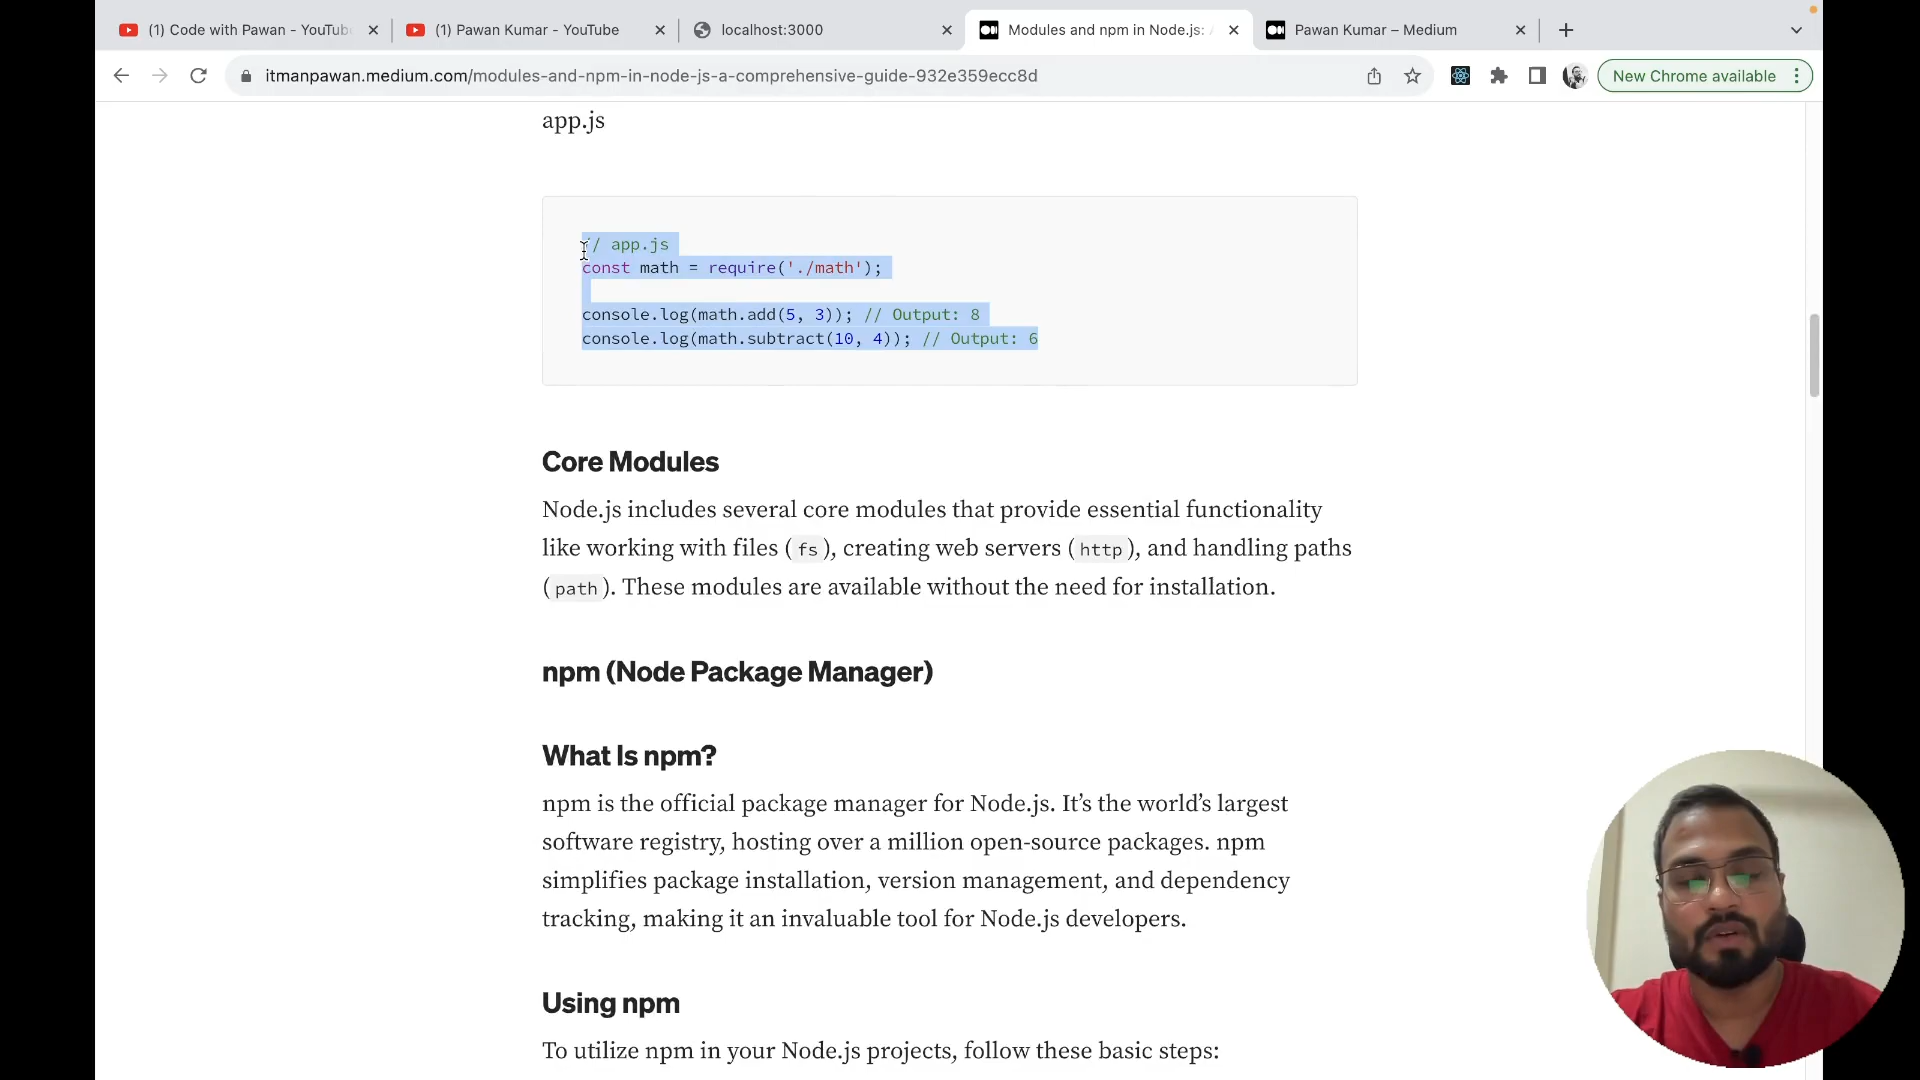 (1) Code with Pawan - YouTub
(1) Pawan Kumar - YouTube
localhost:3000
Modules and npm in Node.js: A
Pawan Kumar – Medium
itmanpawan.medium.com/modules-and-npm-in-node-js-a-comprehensive-guide-932e359ecc8d
New Chrome available
app.js
// app.js
const math = require('./math');
console.log(math.add(5, 3)); // Output: 8
console.log(math.subtract(10, 4)); // Output: 6
Core Modules
Node.js includes several core modules that provide essential functionality
like working with files (fs), creating web servers (http), and handling paths
(path). These modules are available without the need for installation.
npm (Node Package Manager)
What Is npm?
npm is the official package manager for Node.js. It’s the world’s largest
software registry, hosting over a million open-source packages. npm
simplifies package installation, version management, and dependency
tracking, making it an invaluable tool for Node.js developers.
Using npm
To utilize npm in your Node.js projects, follow these basic steps: